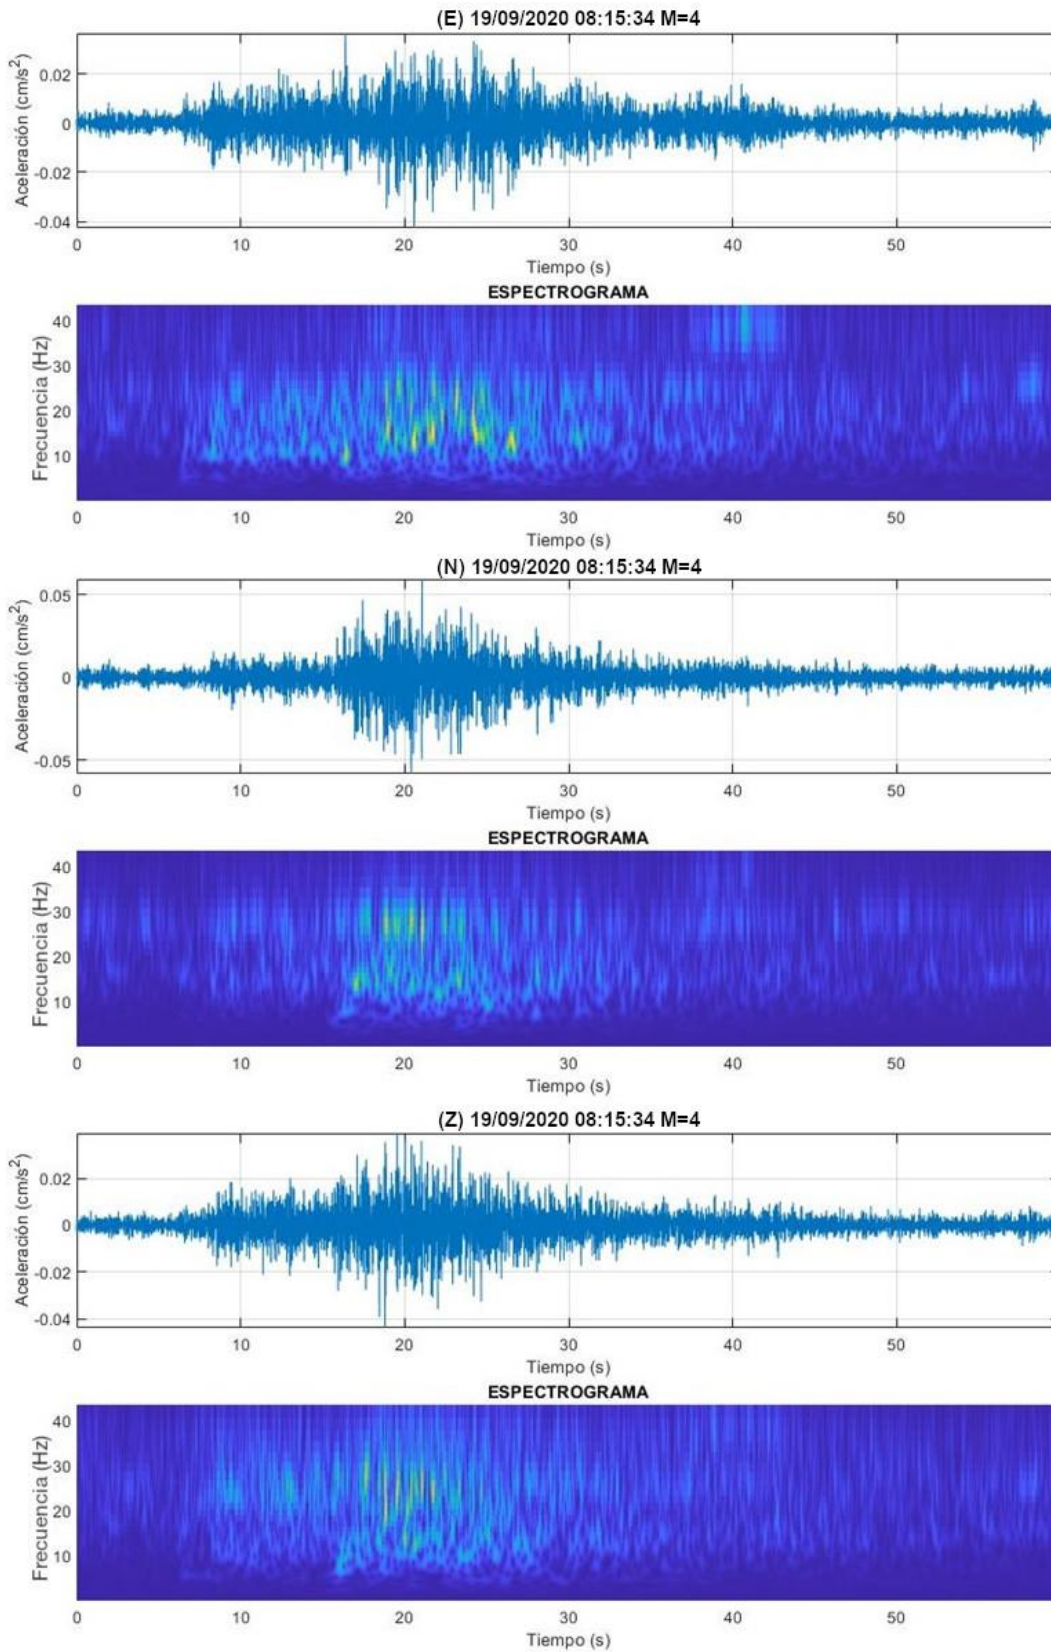 (E) 19/09/2020 08:15:34 M=4
Aceleración (cm/s²)
0.02
0
-0.02
-0.04
0 10 20 30 40 50
Tiempo (s)
ESPECTROGRAMA
Frecuencia (Hz)
40
30
20
10
0 10 20 30 40 50
Tiempo (s)
(N) 19/09/2020 08:15:34 M=4
Aceleración (cm/s²)
0.05
0
-0.05
0 10 20 30 40 50
Tiempo (s)
ESPECTROGRAMA
Frecuencia (Hz)
40
30
20
10
0 10 20 30 40 50
Tiempo (s)
(Z) 19/09/2020 08:15:34 M=4
Aceleración (cm/s²)
0.02
0
-0.02
-0.04
0 10 20 30 40 50
Tiempo (s)
ESPECTROGRAMA
Frecuencia (Hz)
40
30
20
10
0 10 20 30 40 50
Tiempo (s)